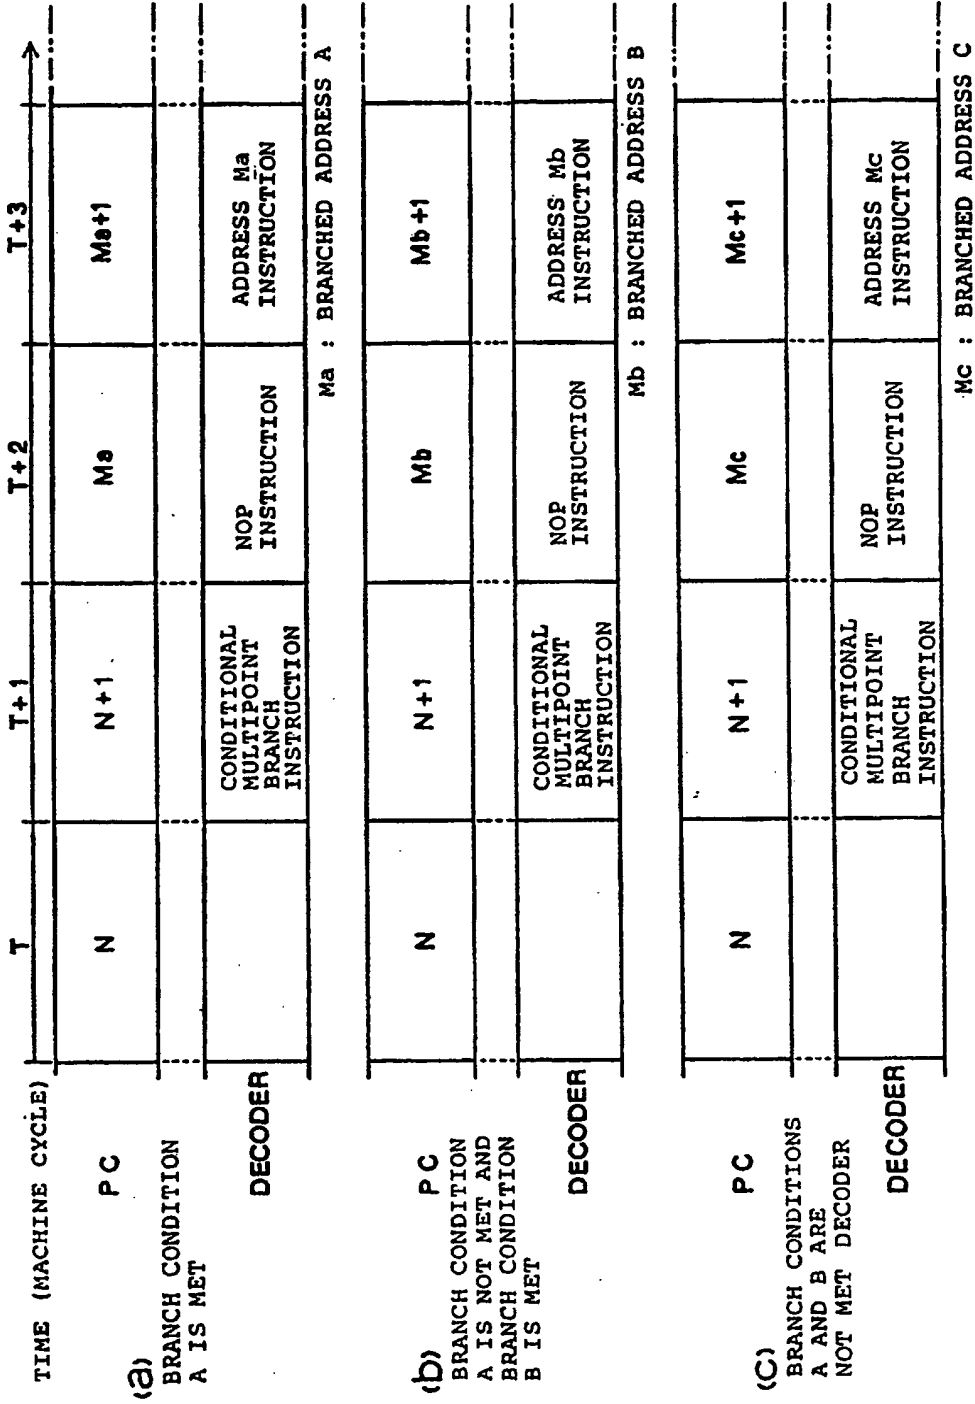 TIME (MACHINE CYCLE)
T T+1 T+2 T+3
(a)
BRANCH CONDITION
A IS MET
PC
N N+1 Ma Ma+1
DECODER
CONDITIONAL
MULTIPOINT
BRANCH
INSTRUCTION
NOP
INSTRUCTION
ADDRESS Ma
INSTRUCTION
Ma : BRANCHED ADDRESS A
(b)
BRANCH CONDITION
A IS NOT MET AND
BRANCH CONDITION
B IS MET
PC
N N+1 Mb Mb+1
DECODER
CONDITIONAL
MULTIPOINT
BRANCH
INSTRUCTION
NOP
INSTRUCTION
ADDRESS Mb
INSTRUCTION
Mb : BRANCHED ADDRESS B
(C)
BRANCH CONDITIONS
A AND B ARE
NOT MET DECODER
PC
N N+1 Mc Mc+1
DECODER
CONDITIONAL
MULTIPOINT
BRANCH
INSTRUCTION
NOP
INSTRUCTION
ADDRESS Mc
INSTRUCTION
Mc : BRANCHED ADDRESS C